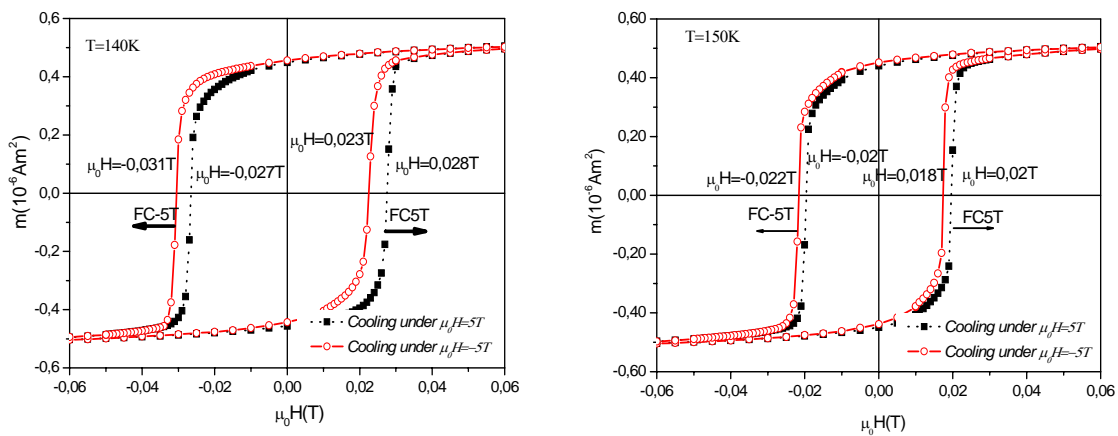 0,6
0,4
0,2
0,0
-0,2
-0,4
-0,6
m(10⁻⁶Am²)
T=140K
μ₀H=0,023T
μ₀H=-0,031T
μ₀H=-0,027T
μ₀H=0,028T
FC-5T
FC5T
Cooling under μ₀H=5T
Cooling under μ₀H=-5T
-0,06
-0,04
-0,02
0,00
0,02
0,04
0,06
μ₀H(T)
0,60
0,40
0,20
0,00
-0,20
-0,40
-0,60
m(10⁻⁶Am²)
T=150K
μ₀H=-0,02T
μ₀H=-0,022T
μ₀H=0,018T
μ₀H=0,02T
FC-5T
FC5T
Cooling under μ₀H=5T
Cooling under μ₀H=-5T
-0,06
-0,04
-0,02
0,00
0,02
0,04
0,06
μ₀H(T)